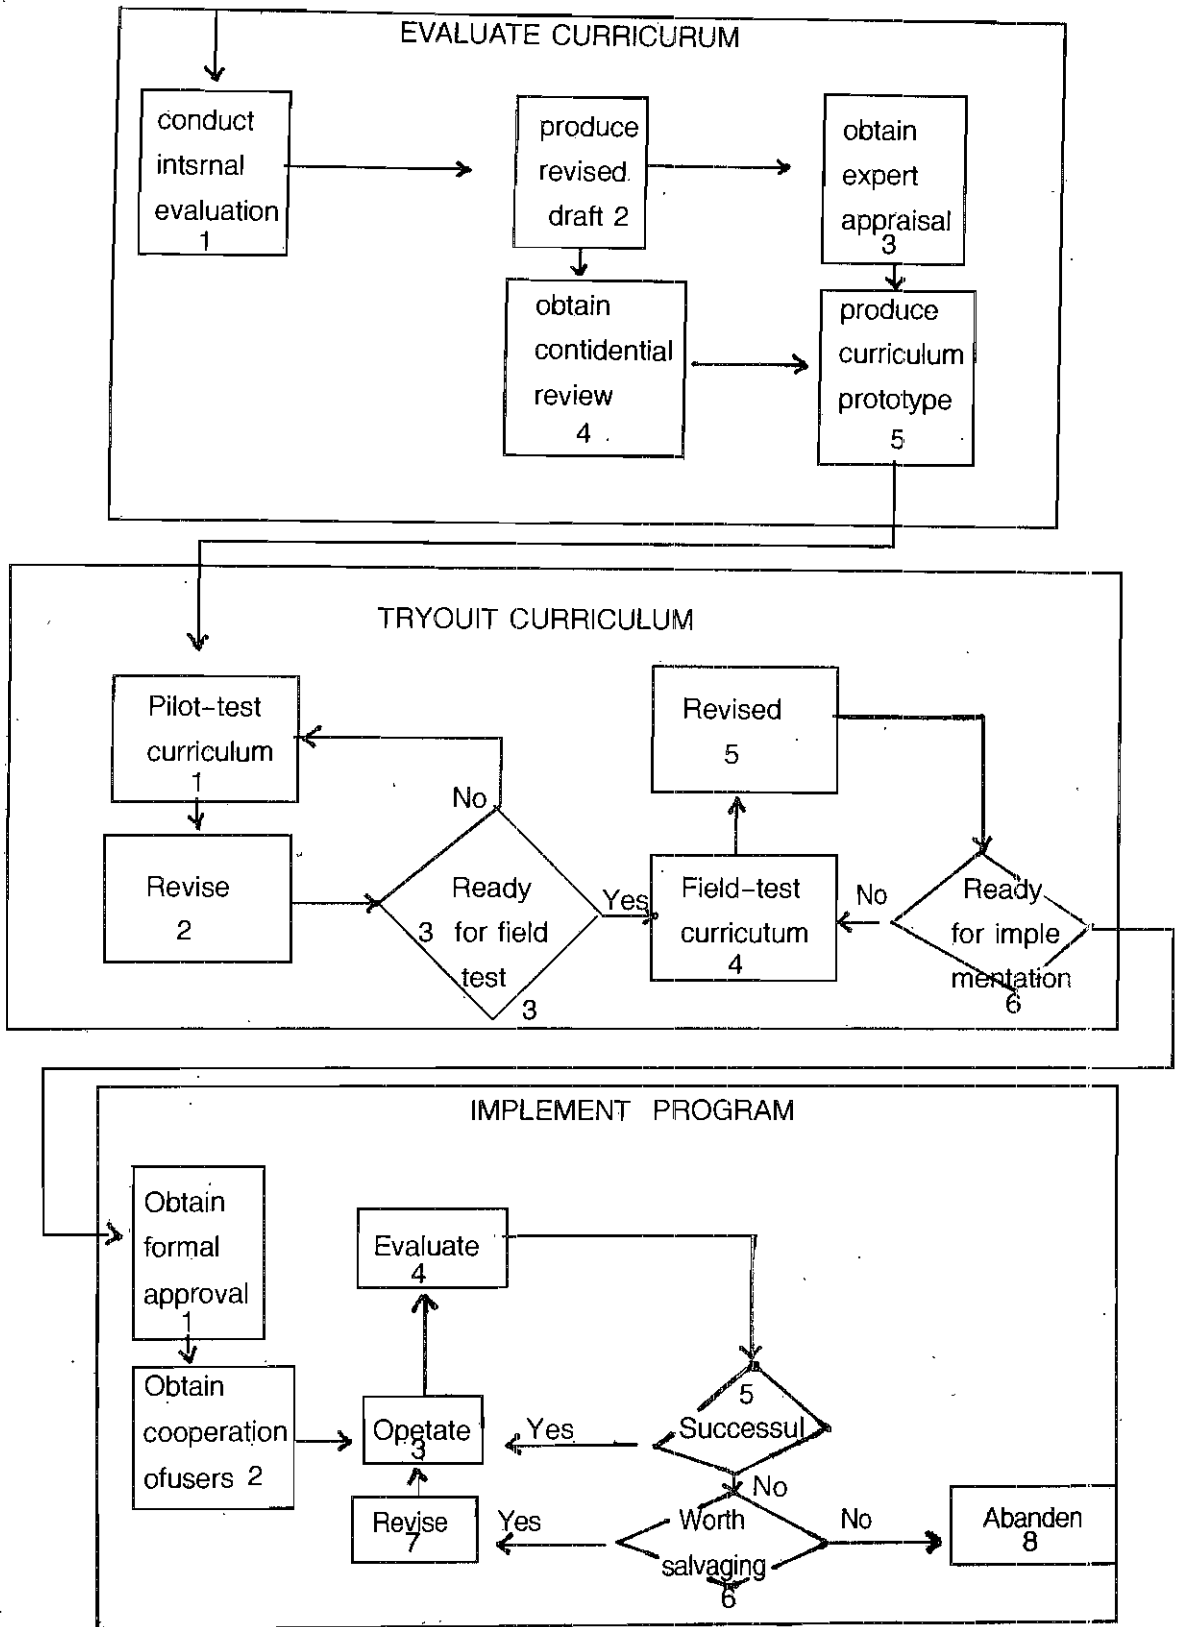 EVALUATE CURRICURUM
conduct
intsrnal
evaluation
1
produce
revised
draft 2
obtain
expert
appraisal
3
obtain
contidential
review
4
produce
curriculum
prototype
5
TRYOUIT CURRICULUM
Pilot-test
curriculum
1
Revise
2
No
Ready
3 for field
test
3
Yes
Revised
5
Field-test
curricutum
4
No
Ready
for imple
mentation
6
IMPLEMENT PROGRAM
Obtain
formal
approval
1
Obtain
cooperation
ofusers 2
Evaluate
4
Opetate
3
Revise
7
Yes
5
Successul
No
Yes
Worth
salvaging
6
No
Abanden
8